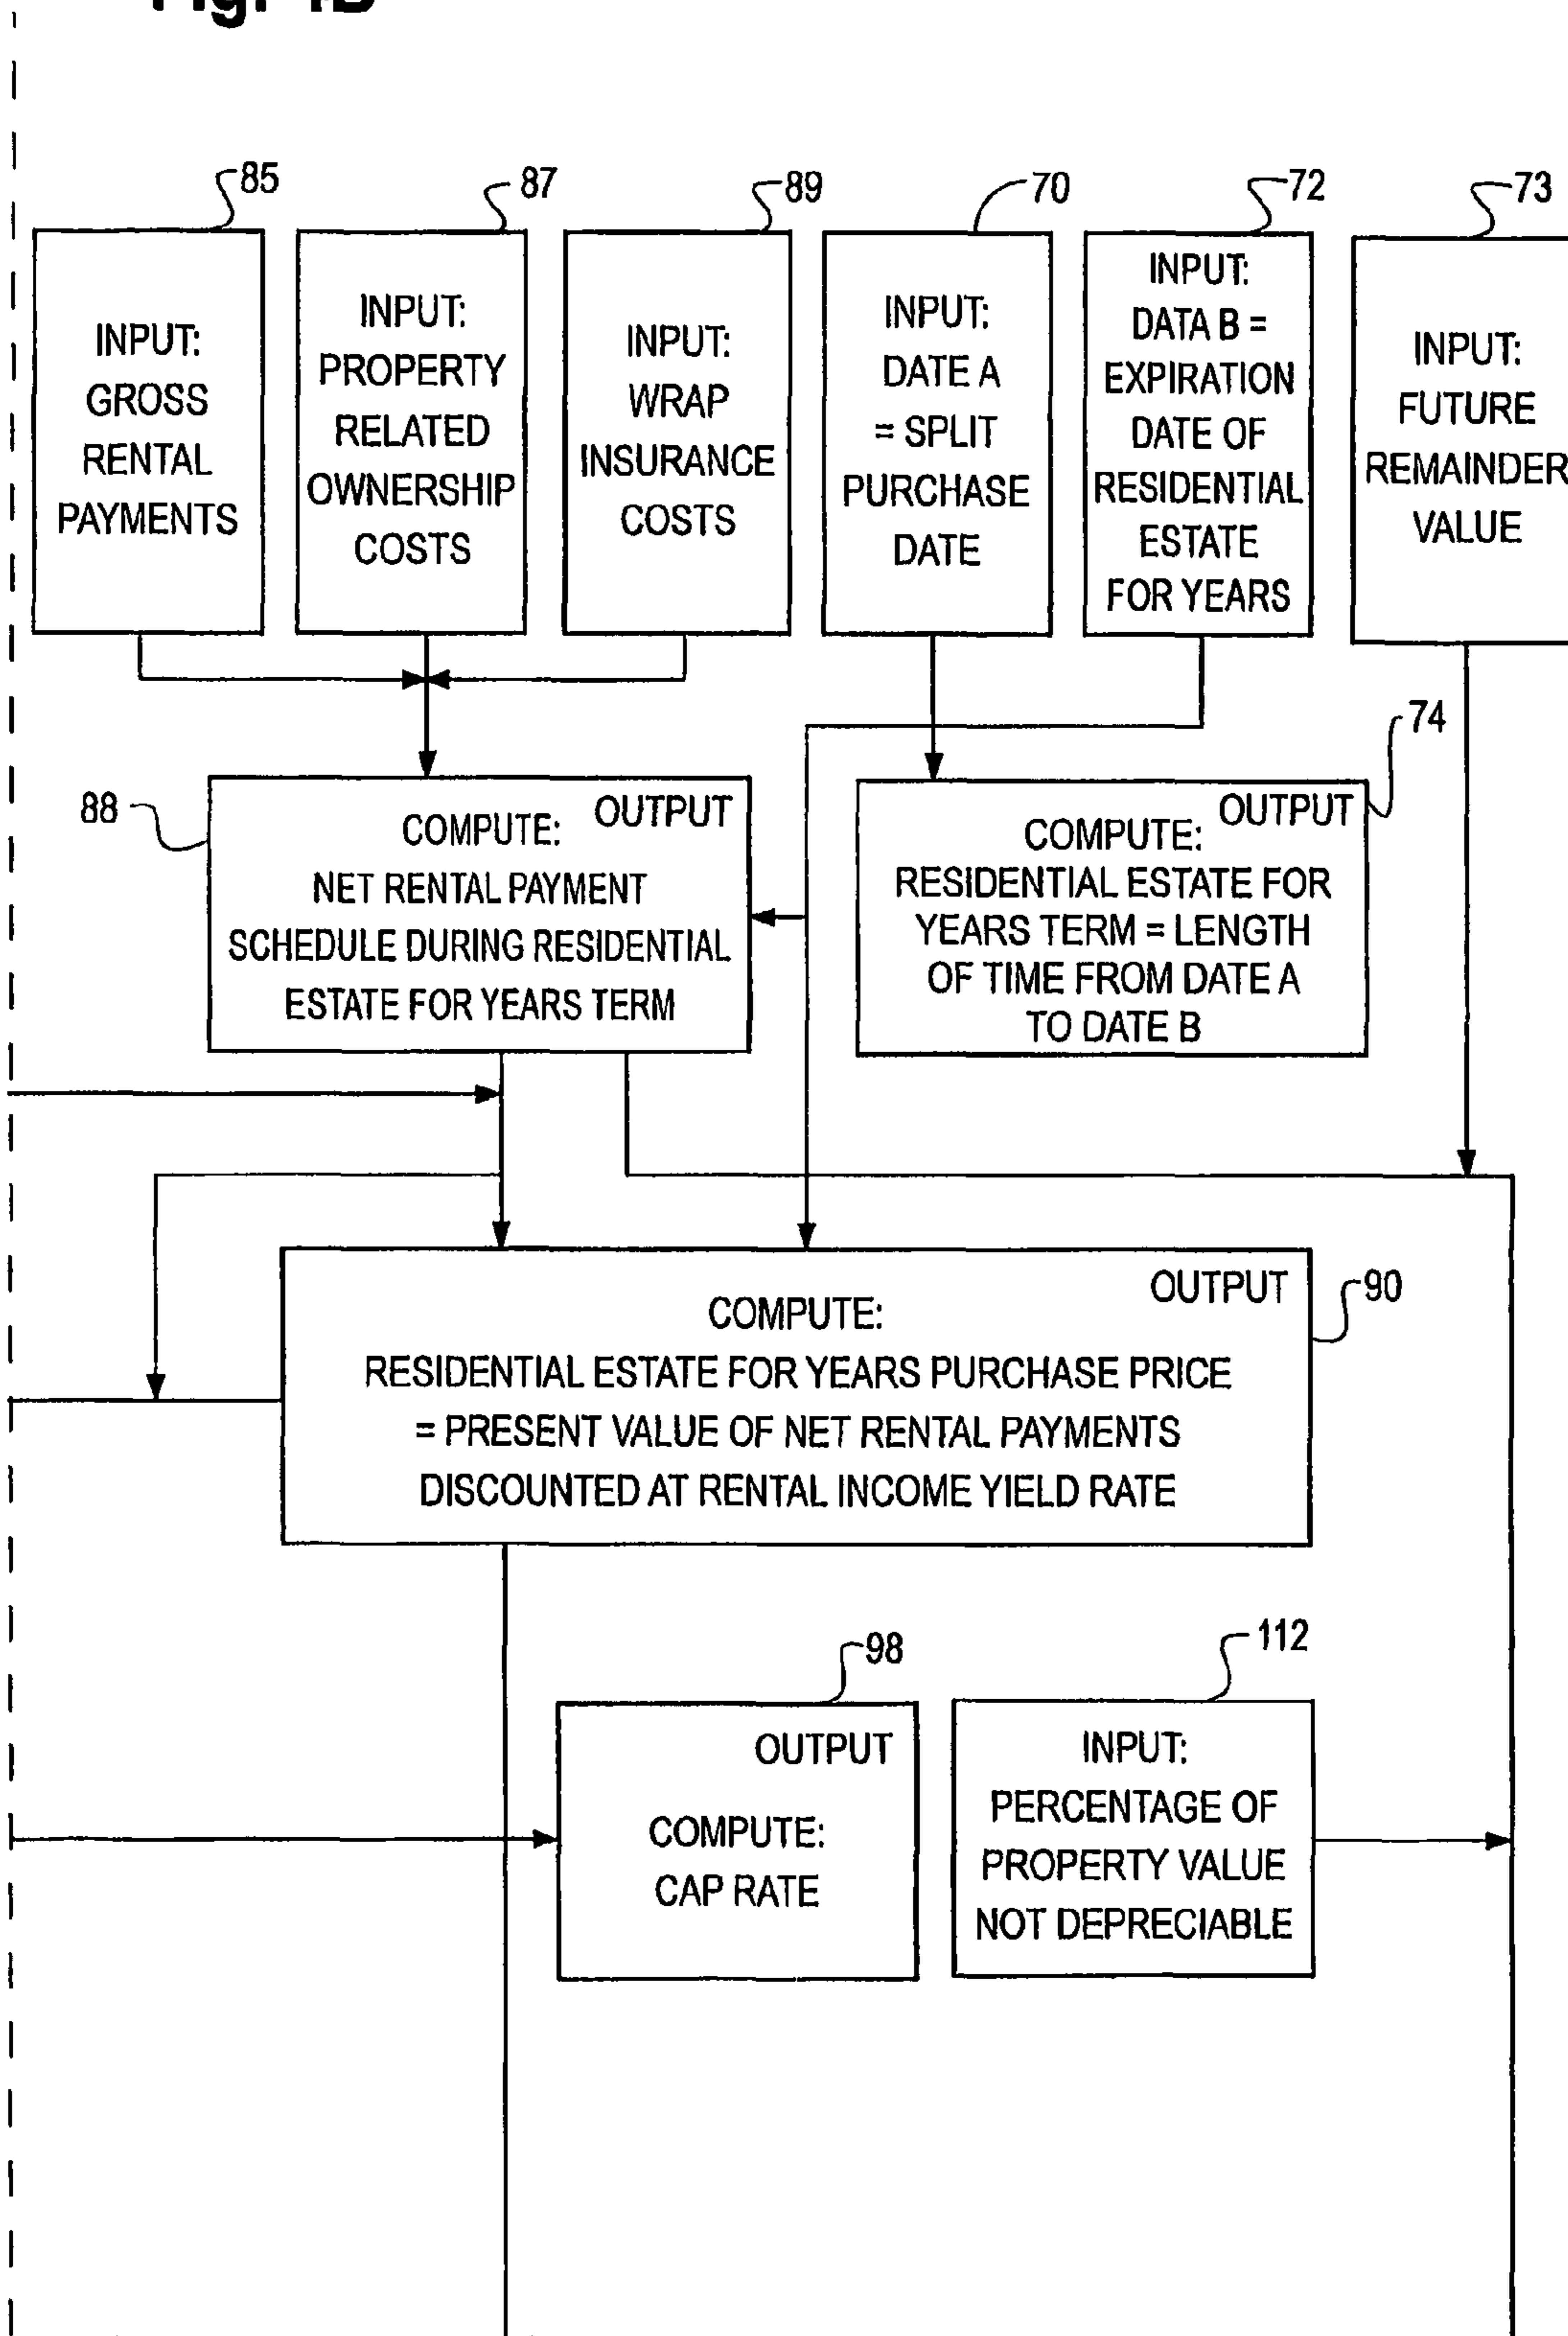 Fig. 4B
85
87
89
70
72
73
INPUT:
GROSS
RENTAL
PAYMENTS
INPUT:
PROPERTY
RELATED
OWNERSHIP
COSTS
INPUT:
WRAP
INSURANCE
COSTS
INPUT:
DATE A
= SPLIT
PURCHASE
DATE
INPUT:
DATA B =
EXPIRATION
DATE OF
RESIDENTIAL
ESTATE
FOR YEARS
INPUT:
FUTURE
REMAINDER
VALUE
88
OUTPUT
COMPUTE:
NET RENTAL PAYMENT
SCHEDULE DURING RESIDENTIAL
ESTATE FOR YEARS TERM
74
OUTPUT
COMPUTE:
RESIDENTIAL ESTATE FOR
YEARS TERM = LENGTH
OF TIME FROM DATE A
TO DATE B
90
OUTPUT
COMPUTE:
RESIDENTIAL ESTATE FOR YEARS PURCHASE PRICE
= PRESENT VALUE OF NET RENTAL PAYMENTS
DISCOUNTED AT RENTAL INCOME YIELD RATE
98
OUTPUT
COMPUTE:
CAP RATE
112
INPUT:
PERCENTAGE OF
PROPERTY VALUE
NOT DEPRECIABLE